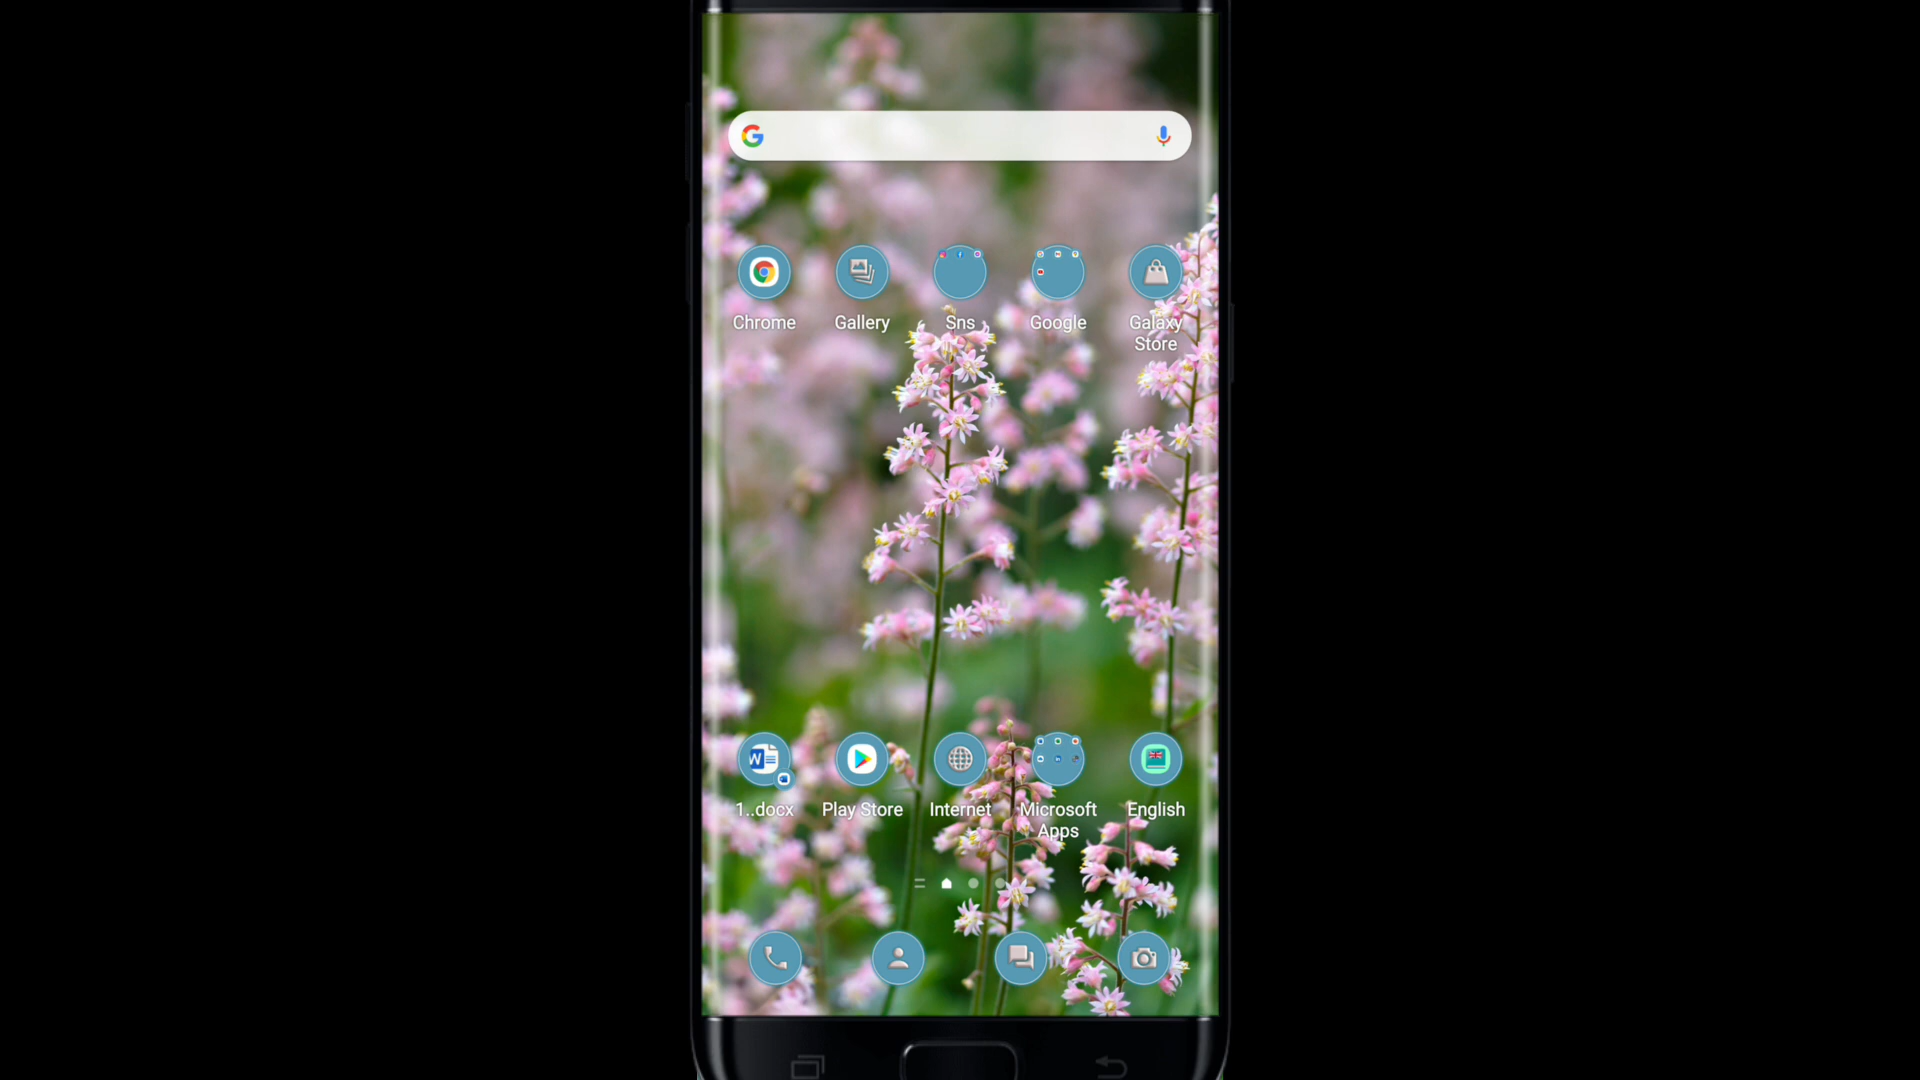 Chrome
Gallery
Sns
Google
Galaxy
Store
1..docx
Play Store
Internet
Microsoft
Apps
English